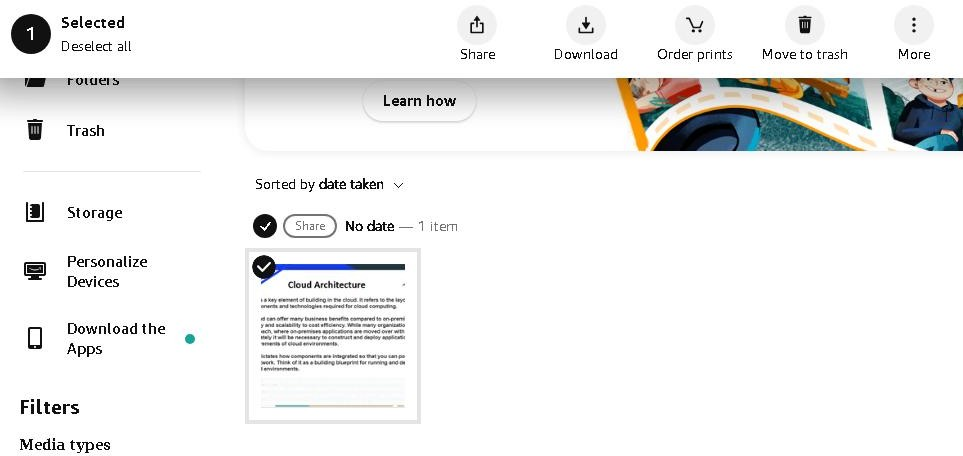 1
Selected
Deselect all
Share
Download
Order prints
Move to trash
More
Folders
Trash
Storage
Personalize
Devices
Download the
Apps
Filters
Media types
Learn how
Sorted by date taken
Share No date — 1 item
Cloud Architecture
s a key element of building in the cloud. It refers to the layo
onents and technologies required for cloud computing.
d can offer many business benefits compared to on-premi
y and scalability to cost efficiency. While many organizatio
ach, where on-premises applications are moved over with
ately it will be necessary to construct and deploy applicatio
rements of cloud environments.
ictates how components are integrated so that you can po
work. Think of it as a building blueprint for running and de
d environments.